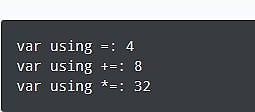 var using =: 4
var using +=: 8
var using *=: 32